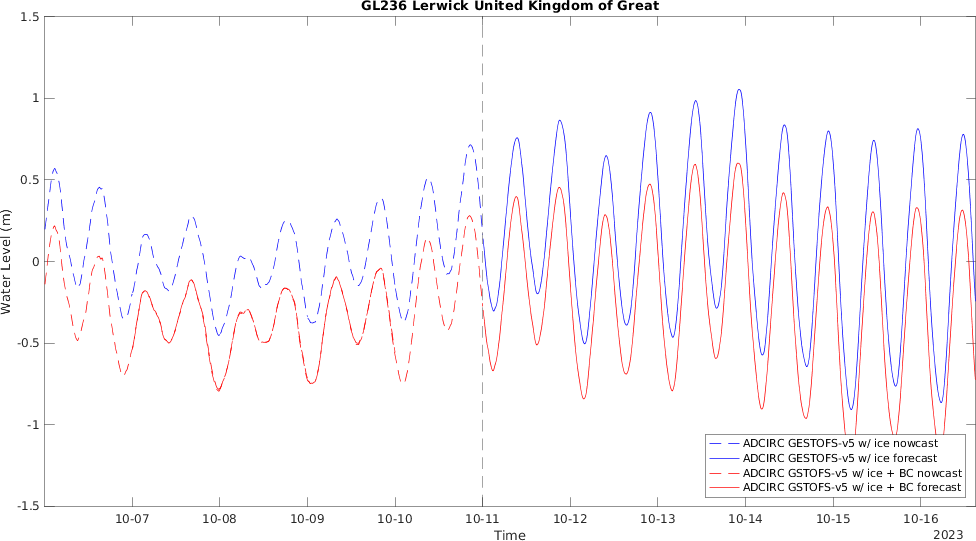 GL236 Lerwick United Kingdom of Great
1.5
1
0.5
0
-0.5
-1
-1.5
Water Level (m)
10-07
10-08
10-09
10-10
10-11
10-12
10-13
10-14
10-15
10-16
Time
2023
ADCIRC GESTOFS-v5 w/ ice nowcast
ADCIRC GESTOFS-v5 w/ ice forecast
ADCIRC GSTOFS-v5 w/ ice + BC nowcast
ADCIRC GSTOFS-v5 w/ ice + BC forecast